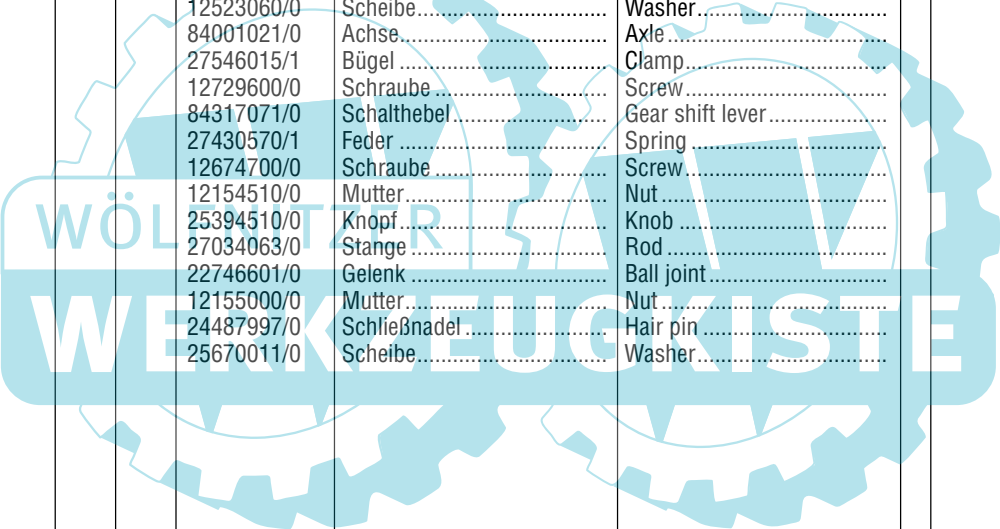 12523060/0 Scheibe............................... Washer...............................
84001021/0 Achse.................................. Axle.....................................
27546015/1 Bügel .................................. Clamp.................................
12729600/0 Schraube ............................ Screw..................................
84317071/0 Schalthebel ......................... Gear shift lever...................
27430570/1 Feder .................................. Spring ................................
12674700/0 Schraube ............................ Screw..................................
12154510/0 Mutter................................. Nut .....................................
25394510/0 Knopf.................................. Knob ..................................
27034063/0 Stange ................................ Rod ....................................
22746601/0 Gelenk ................................ Ball joint..............................
12155000/0 Mutter................................. Nut .....................................
24487997/0 Schließnadel ....................... Hair pin ...............................
25670011/0 Scheibe............................... Washer...............................
WÖLFNITZER
WERKZEUGKISTE